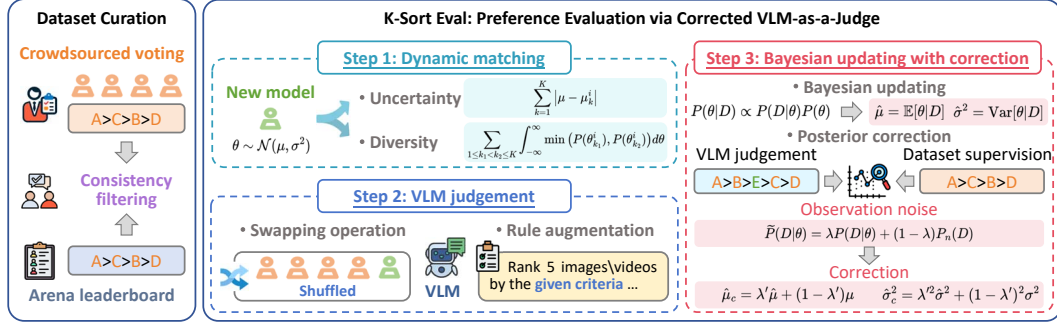 Dataset Curation
Crowdsourced voting
A>C>B>D
Consistency
filtering
A>C>B>D
Arena leaderboard
K-Sort Eval: Preference Evaluation via Corrected VLM-as-a-Judge
Step 1: Dynamic matching
New model
θ ∼ 𝒩(μ, σ²)
• Uncertainty
∑_{k=1}^{K} |μ − μ_k^i|
• Diversity
∑_{1≤k₁<k₂≤K} ∫_{−∞}^{∞} min (P(θ_{k₁}^i), P(θ_{k₂}^i))dθ
Step 2: VLM judgement
• Swapping operation
Shuffled
VLM
• Rule augmentation
Rank 5 images\videos
by the given criteria ...
Step 3: Bayesian updating with correction
• Bayesian updating
P(θ|D) ∝ P(D|θ)P(θ) μ̂ = 𝔼[θ|D] σ̂² = Var[θ|D]
• Posterior correction
VLM judgement Dataset supervision
A>B>E>C>D A>C>B>D
Observation noise
P̃(D|θ) = λP(D|θ) + (1 − λ)P_n(D)
Correction
μ̂_c = λ′μ̂ + (1 − λ′)μ σ̂_c² = λ′²σ̂² + (1 − λ′)²σ²